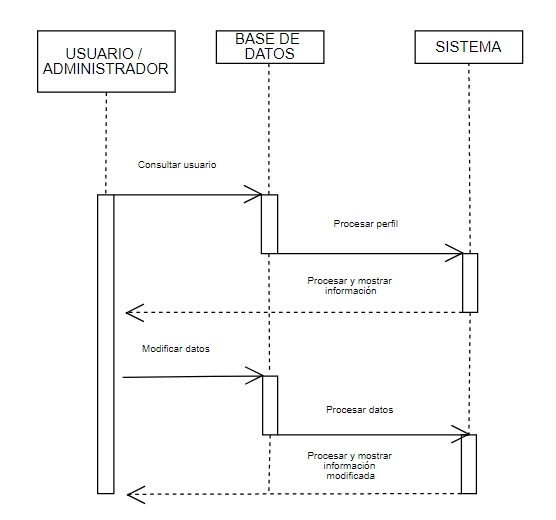 USUARIO /
ADMINISTRADOR
BASE DE
DATOS
SISTEMA
Consultar usuario
Procesar perfil
Procesar y mostrar
información
Modificar datos
Procesar datos
Procesar y mostrar
información
modificada